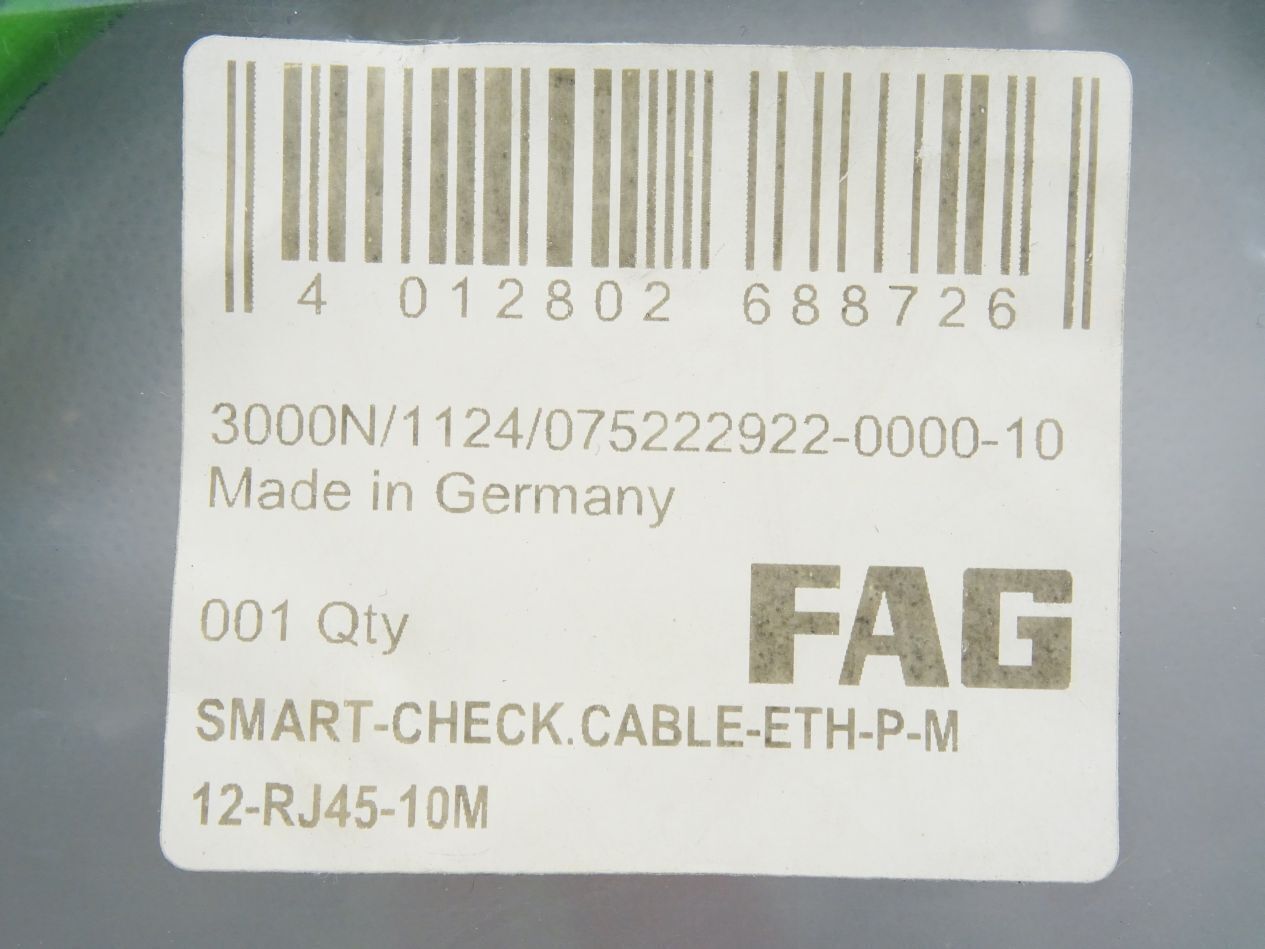 4 012802 688726
3000N/1124/075222922-0000-10
Made in Germany
001 Qty
FAG
SMART-CHECK.CABLE-ETH-P-M
12-RJ45-10M